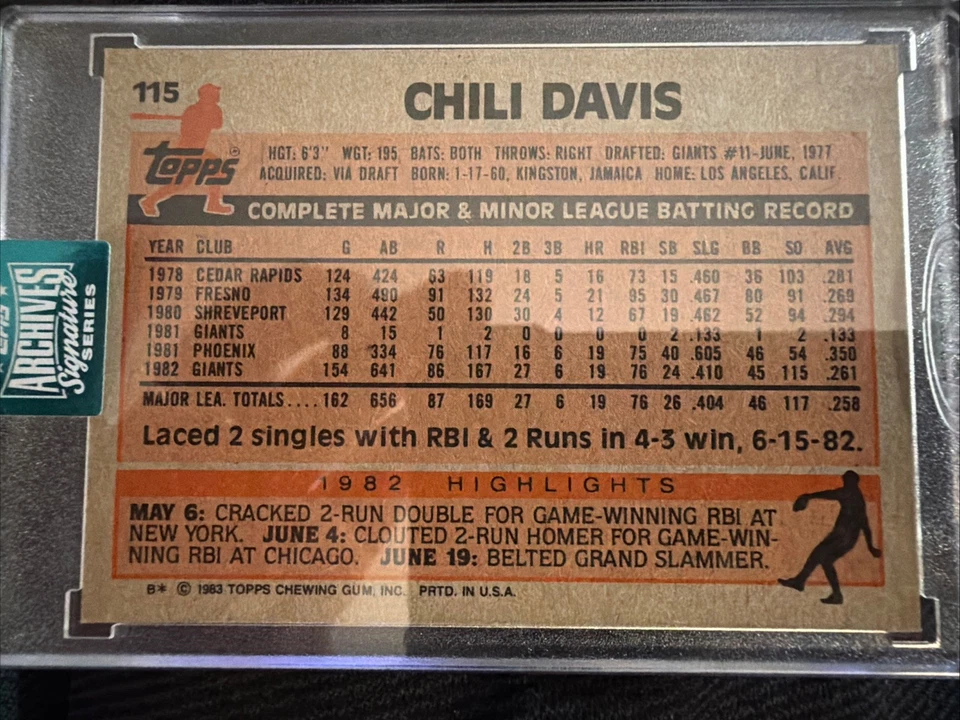 115
CHILI DAVIS
TOPPS
HGT: 6'3" WGT: 195 BATS: BOTH THROWS: RIGHT DRAFTED: GIANTS #11-JUNE, 1977
ACQUIRED: VIA DRAFT BORN: 1-17-60, KINGSTON, JAMAICA HOME: LOS ANGELES, CALIF.
COMPLETE MAJOR & MINOR LEAGUE BATTING RECORD
YEAR CLUB G AB R H 2B 3B HR RBI SB SLG BB SO AVG
1978 CEDAR RAPIDS 124 424 63 119 18 5 16 73 15 .460 36 103 .281
1979 FRESNO 134 490 91 132 24 5 21 95 30 .467 80 91 .269
1980 SHREVEPORT 129 442 50 130 30 4 12 67 19 .462 52 94 .294
1981 GIANTS 8 15 1 2 0 0 0 0 2 .133 1 2 .133
1981 PHOENIX 88 334 76 117 16 6 19 75 40 .605 46 54 .350
1982 GIANTS 154 641 86 167 27 6 19 76 24 .410 45 115 .261
MAJOR LEA. TOTALS.... 162 656 87 169 27 6 19 76 26 .404 46 117 .258
Laced 2 singles with RBI & 2 Runs in 4-3 win, 6-15-82.
1982 HIGHLIGHTS
MAY 6: CRACKED 2-RUN DOUBLE FOR GAME-WINNING RBI AT
NEW YORK. JUNE 4: CLOUTED 2-RUN HOMER FOR GAME-WIN-
NING RBI AT CHICAGO. JUNE 19: BELTED GRAND SLAMMER.
B* © 1983 TOPPS CHEWING GUM, INC. PRTD. IN U.S.A.
ARCHIVES
Signature
SERIES